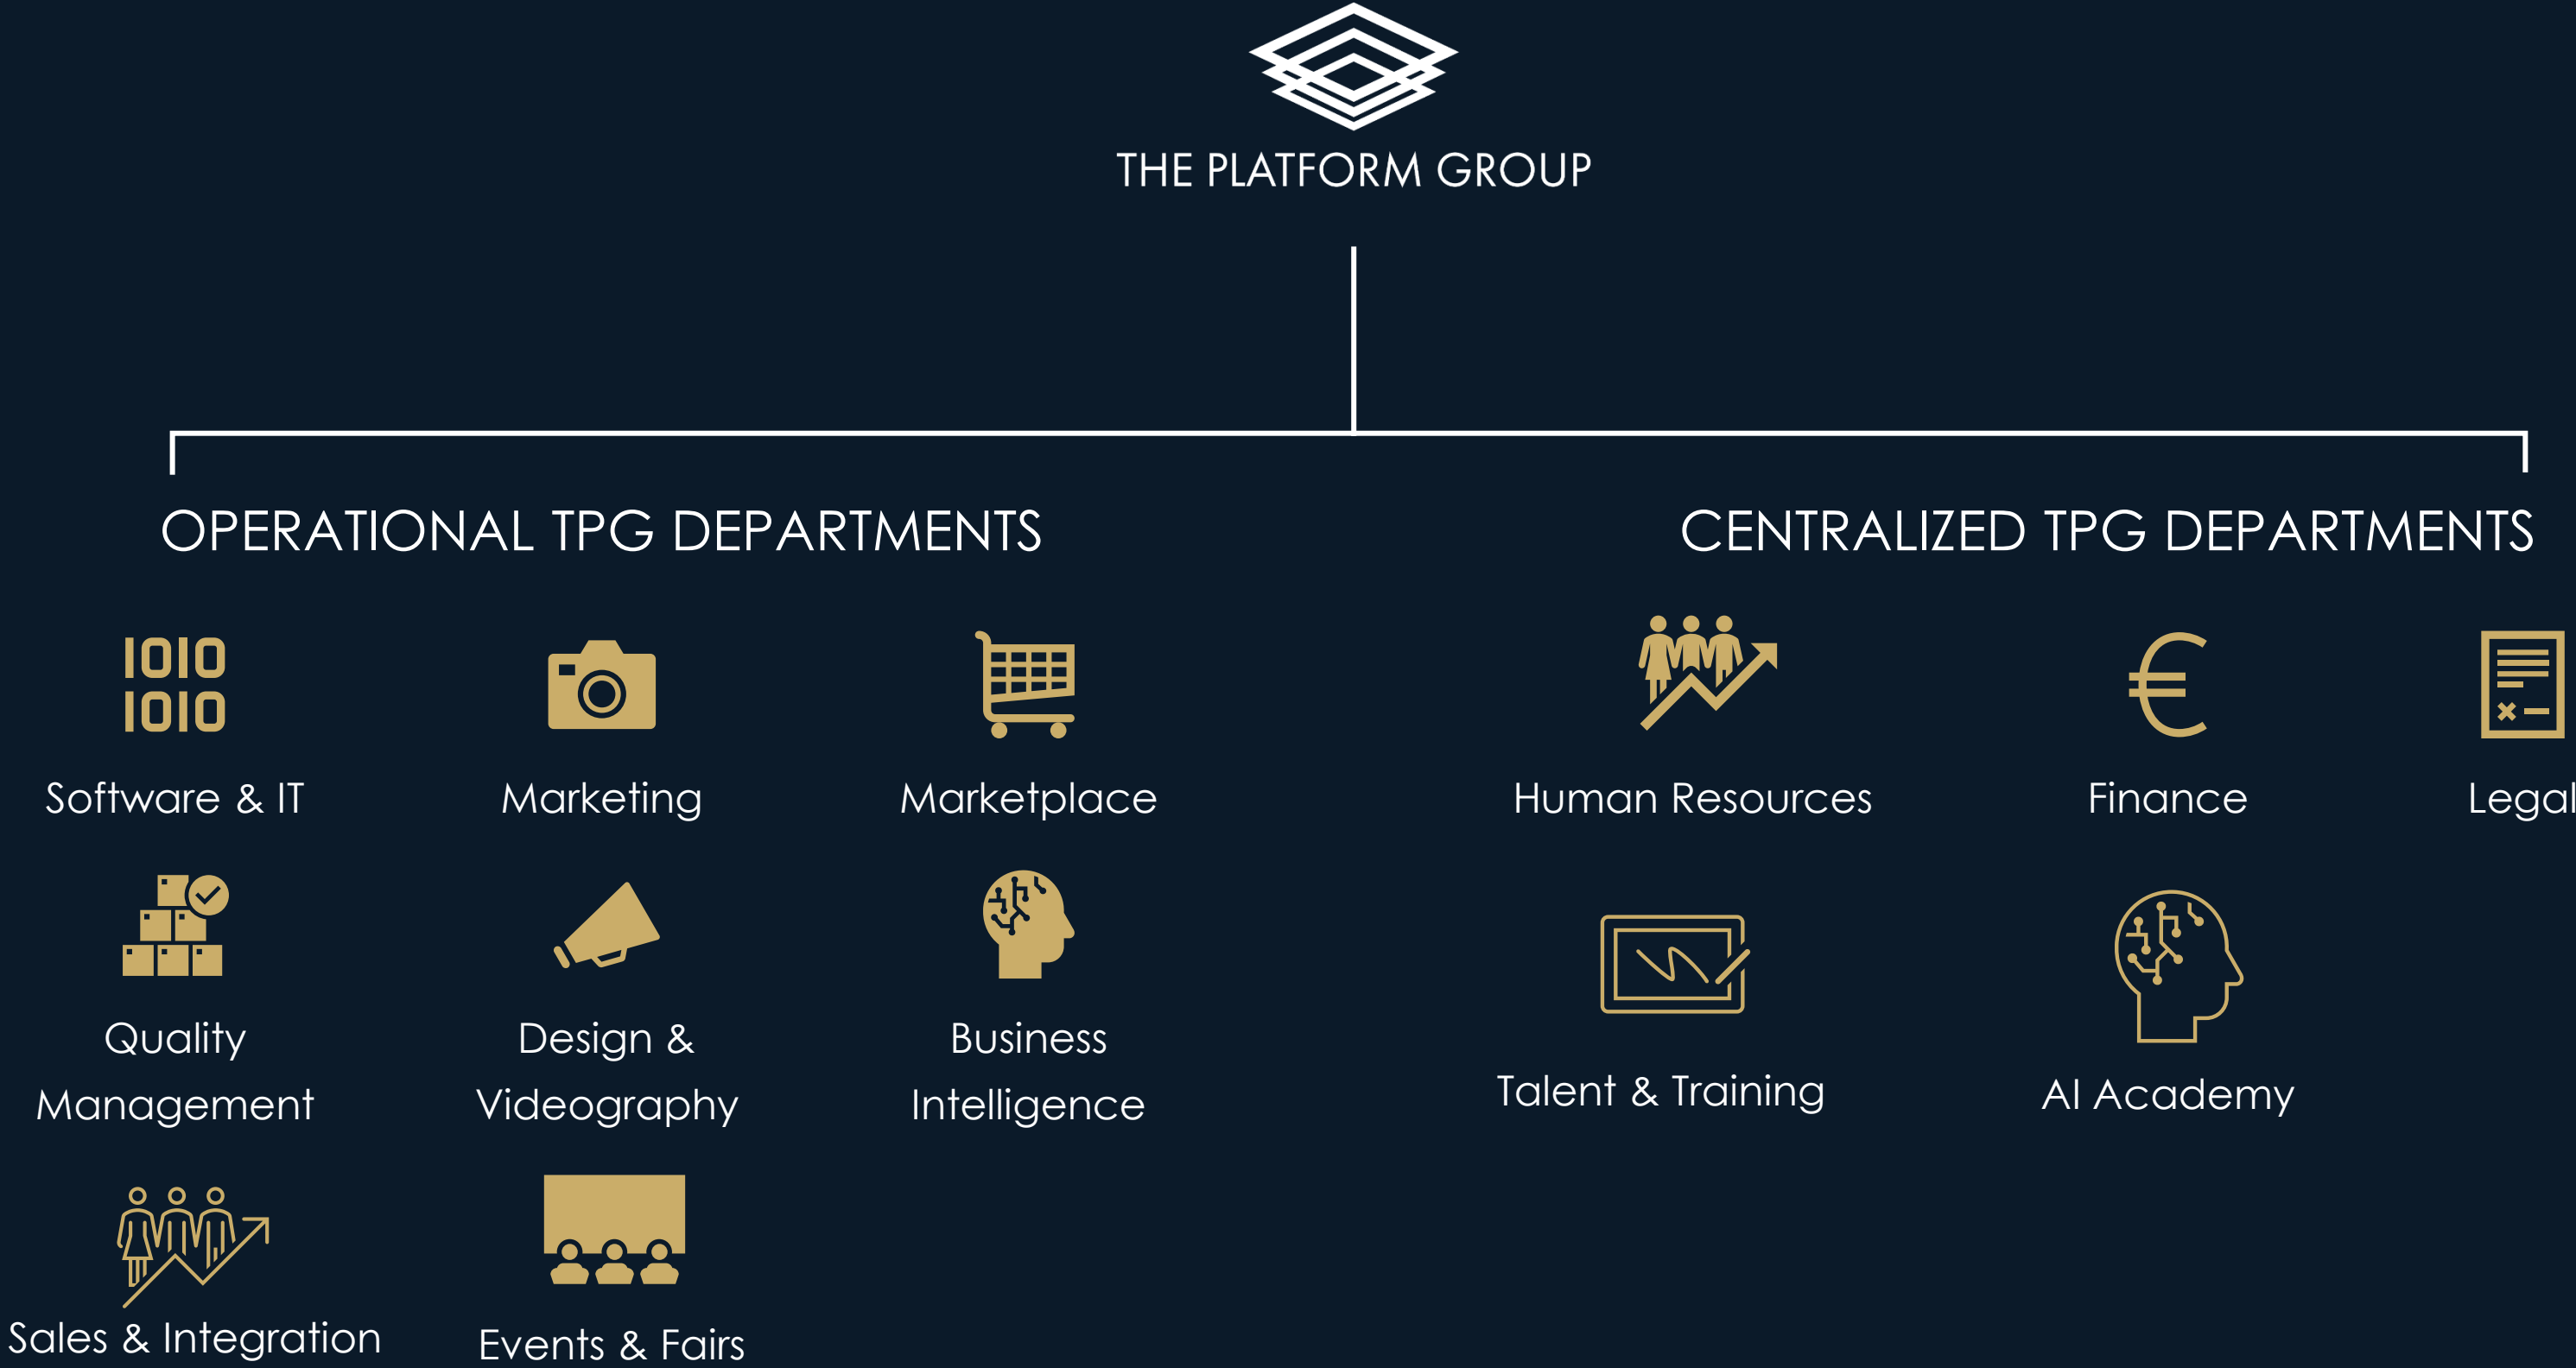 THE PLATFORM GROUP
OPERATIONAL TPG DEPARTMENTS
CENTRALIZED TPG DEPARTMENTS
1010
1010
€
Software & IT
Marketing
Marketplace
Human Resources
Finance
Legal
Quality
Management
Design &
Videography
Business
Intelligence
Talent & Training
AI Academy
Sales & Integration
Events & Fairs